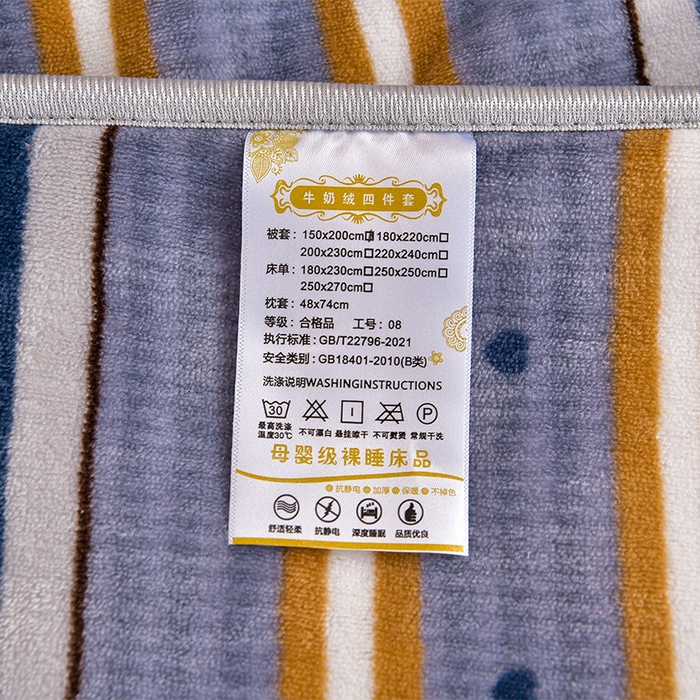 牛奶绒四件套
被套：150x200cm☑180x220cm□
200x230cm□220x240cm□
床单：180x230cm□250x250cm□
250x270cm□
枕套：48x74cm
等级：合格品 工号：08
执行标准：GB/T22796-2021
安全类别：GB18401-2010(B类)
洗涤说明WASHINGINSTRUCTIONS
30 P
最高洗涤温度30℃ 不可漂白 悬挂晾干 不可熨烫 常规干洗
母婴级裸睡床品
抗静电 加厚 保暖 不掉色
舒适轻柔 抗静电 深度睡眠 品质优良